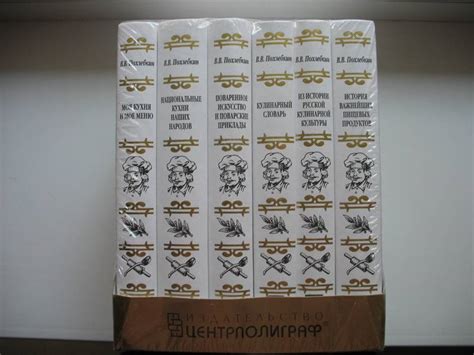 В.В. Похлебкин
МОЯ КУХНЯ
И МОЕ МЕНЮ
В.В. Похлебкин
НАЦИОНАЛЬНЫЕ
КУХНИ
НАШИХ
НАРОДОВ
В.В. Похлебкин
ПОВАРЕННОЕ
ИСКУССТВО
И ПОВАРСКИЕ
ПРИКЛАДЫ
В.В. Похлебкин
КУЛИНАРНЫЙ
СЛОВАРЬ
В.В. Похлебкин
ИЗ ИСТОРИИ
РУССКОЙ
КУЛИНАРНОЙ
КУЛЬТУРЫ
В.В. Похлебкин
ИСТОРИЯ
ВАЖНЕЙШИХ
ПИЩЕВЫХ
ПРОДУКТОВ
ИЗДАТЕЛЬСТВО
ЦЕНТРПОЛИГРАФ®